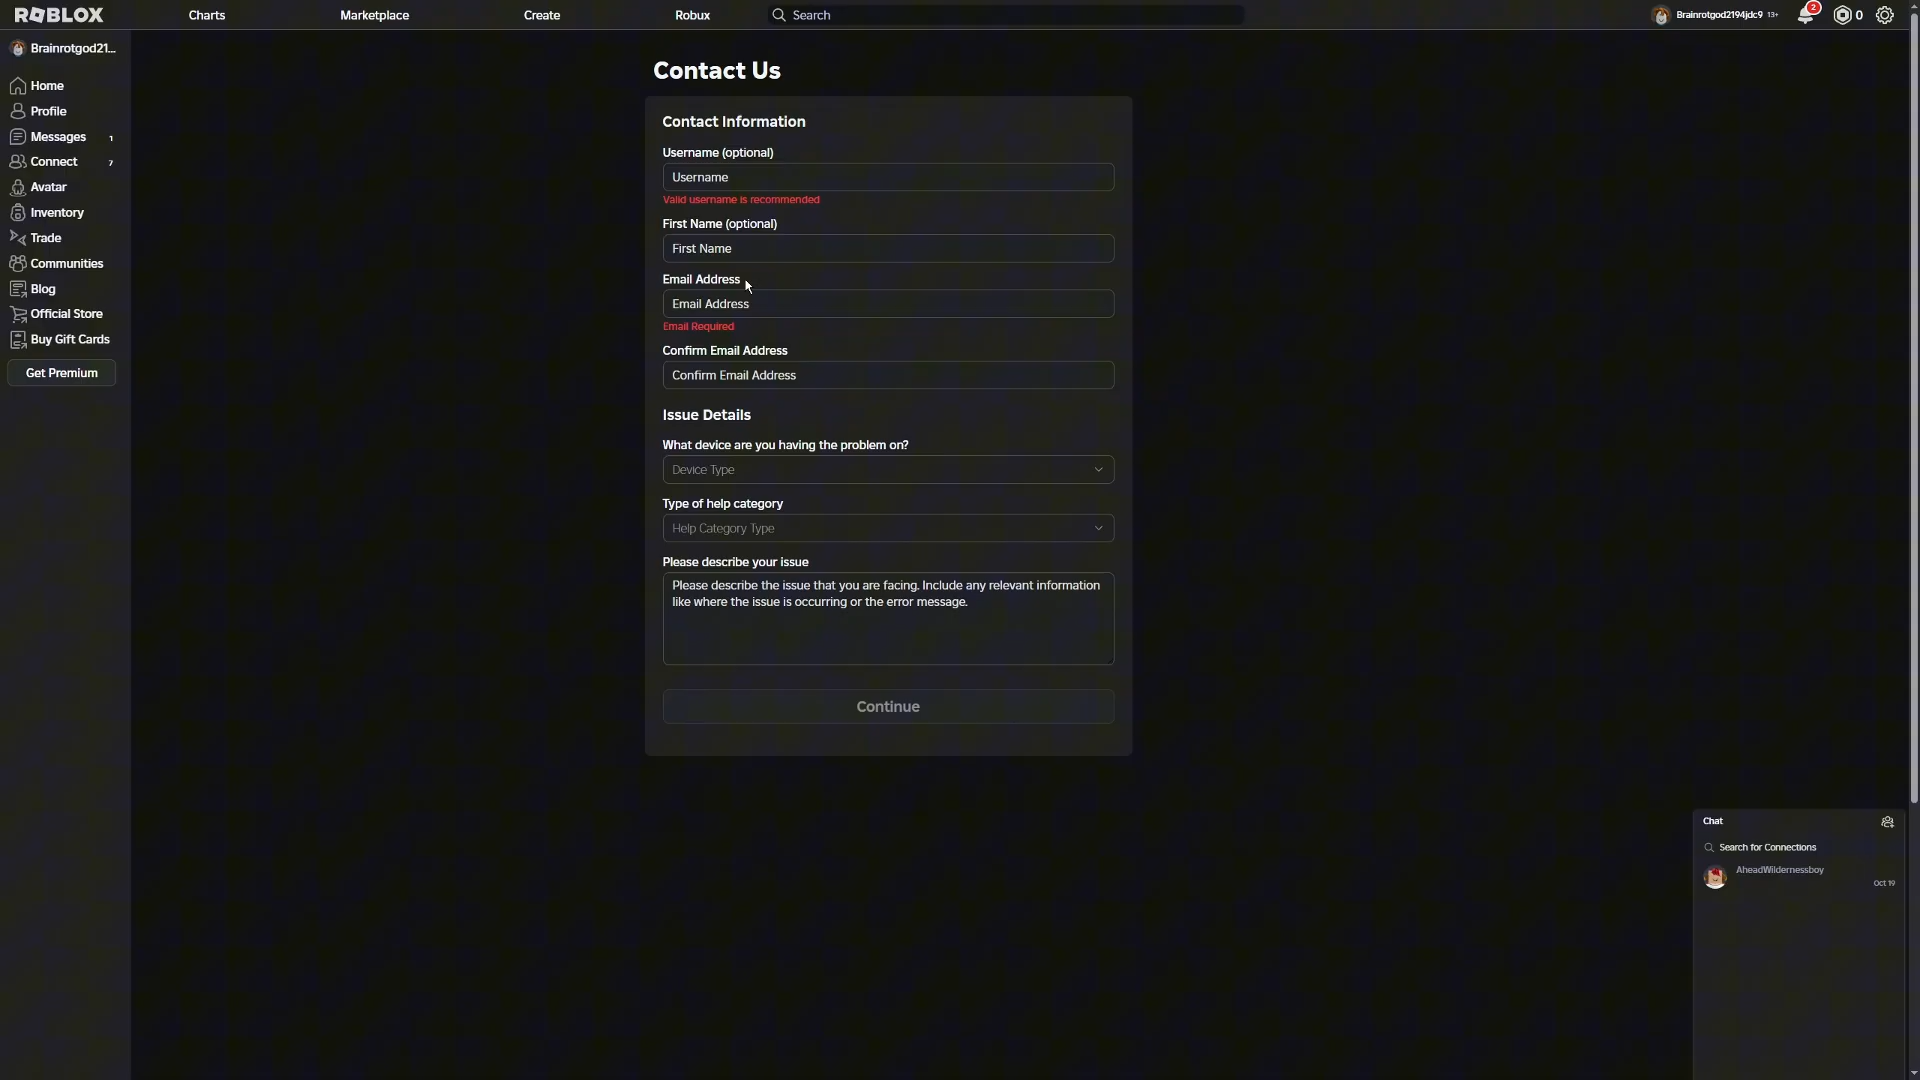 ROBLOX
Charts
Marketplace
Create
Robux
Search
Brainrotgod2194jdc9 13+
2
0
Brainrotgod21...
Home
Profile
Messages 1
Connect 7
Avatar
Inventory
Trade
Communities
Blog
Official Store
Buy Gift Cards
Get Premium
Contact Us
Contact Information
Username (optional)
Username
Valid username is recommended
First Name (optional)
First Name
Email Address
Email Address
Email Required
Confirm Email Address
Confirm Email Address
Issue Details
What device are you having the problem on?
Device Type
Type of help category
Help Category Type
Please describe your issue
Please describe the issue that you are facing. Include any relevant information
like where the issue is occurring or the error message.
Continue
Chat
Search for Connections
AheadWildernessboy
Oct 19